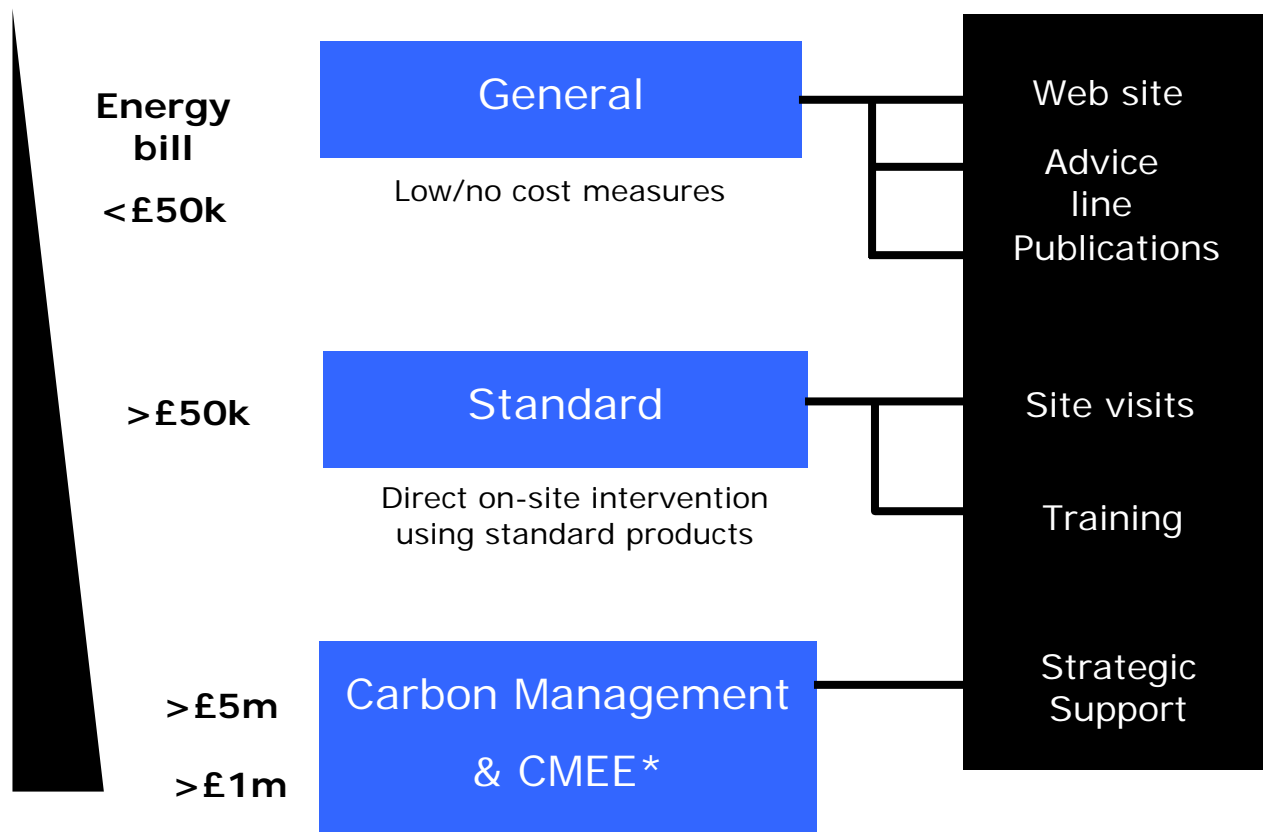 Energy
bill
<£50k
General
Low/no cost measures
Web site
Advice
line
Publications
>£50k
Standard
Direct on-site intervention
using standard products
Site visits
Training
>£5m
>£1m
Carbon Management
& CMEE*
Strategic
Support